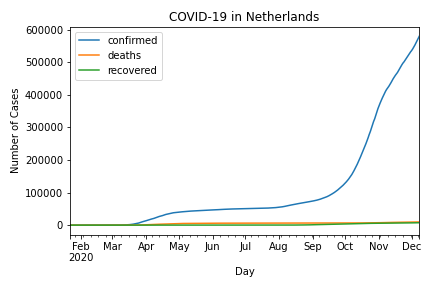 COVID-19 in Netherlands
confirmed
deaths
recovered
Number of Cases
600000
500000
400000
300000
200000
100000
0
Feb Mar Apr May Jun Jul Aug Sep Oct Nov Dec
2020
Day